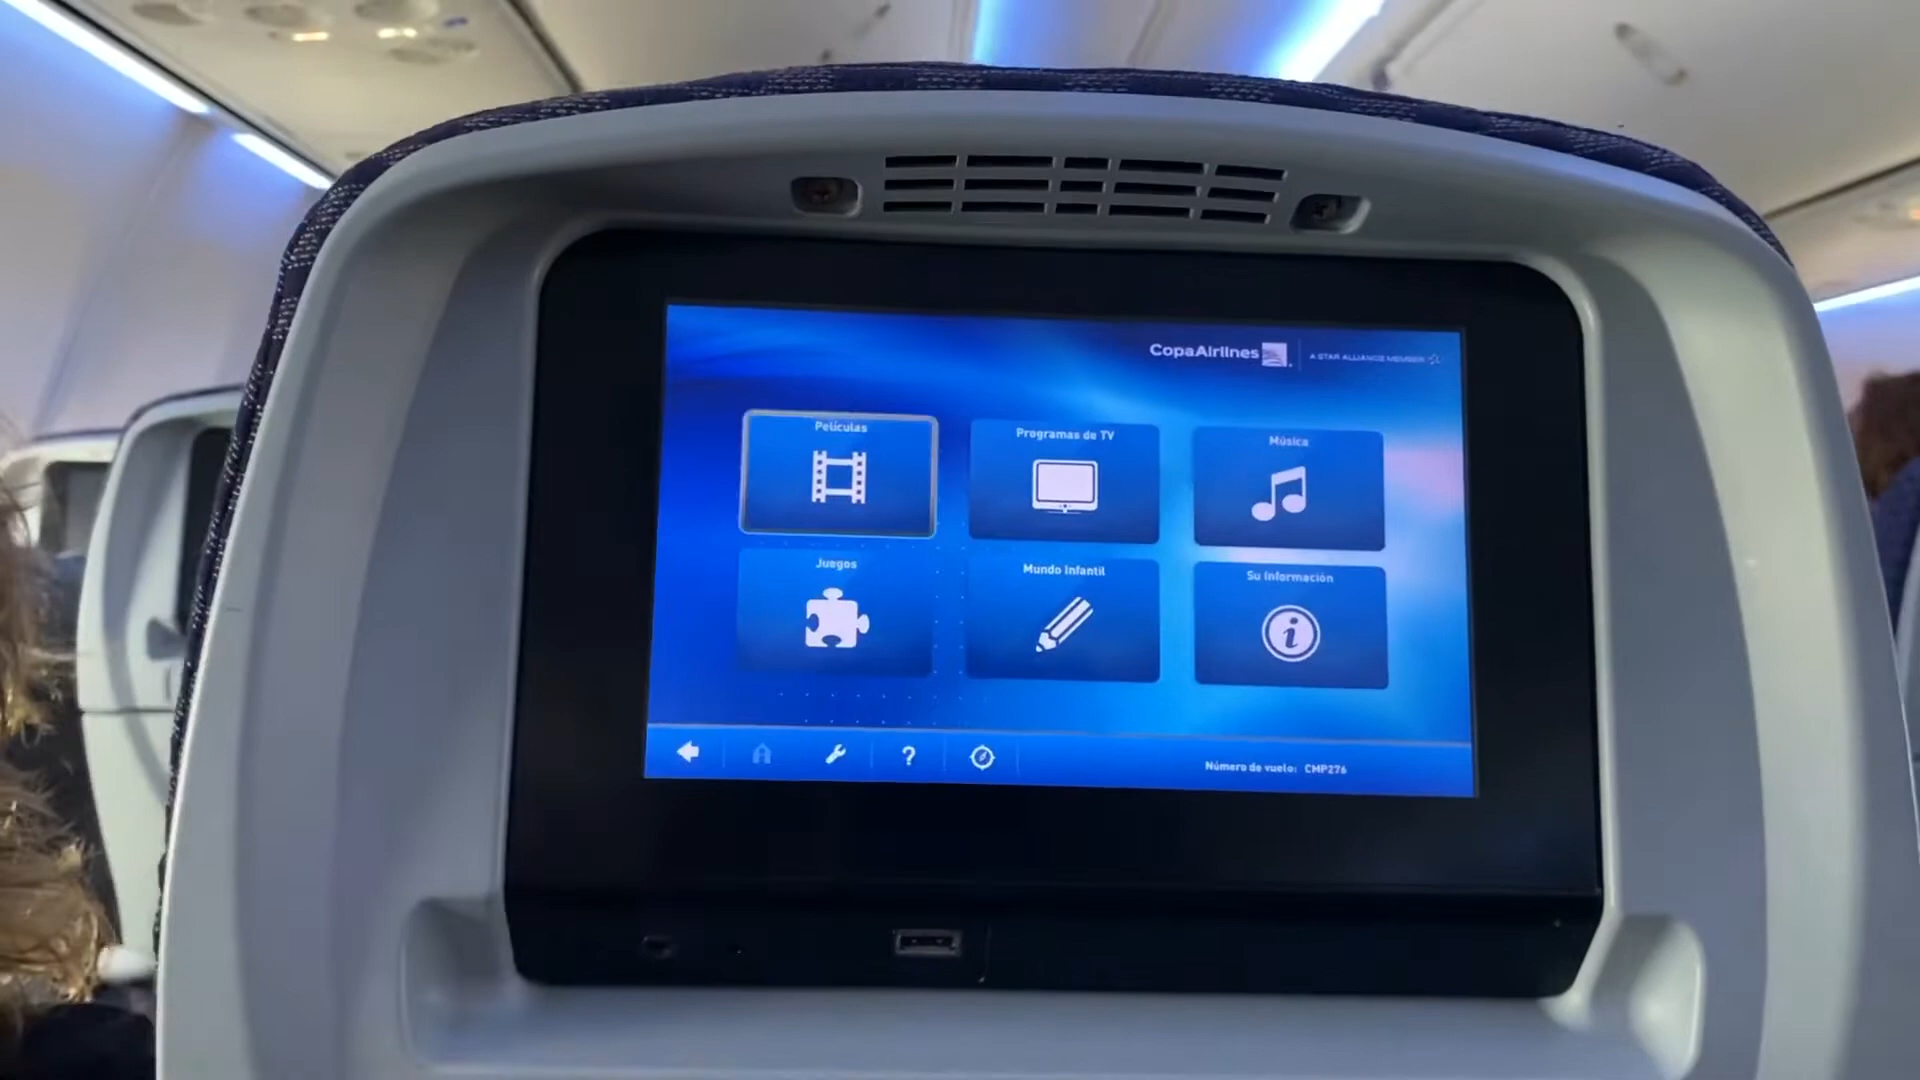 CopaAirlines
A STAR ALLIANCE MEMBER
Películas
Programas de TV
Música
Juegos
Mundo Infantil
Su Información
Número de vuelo: CMP276